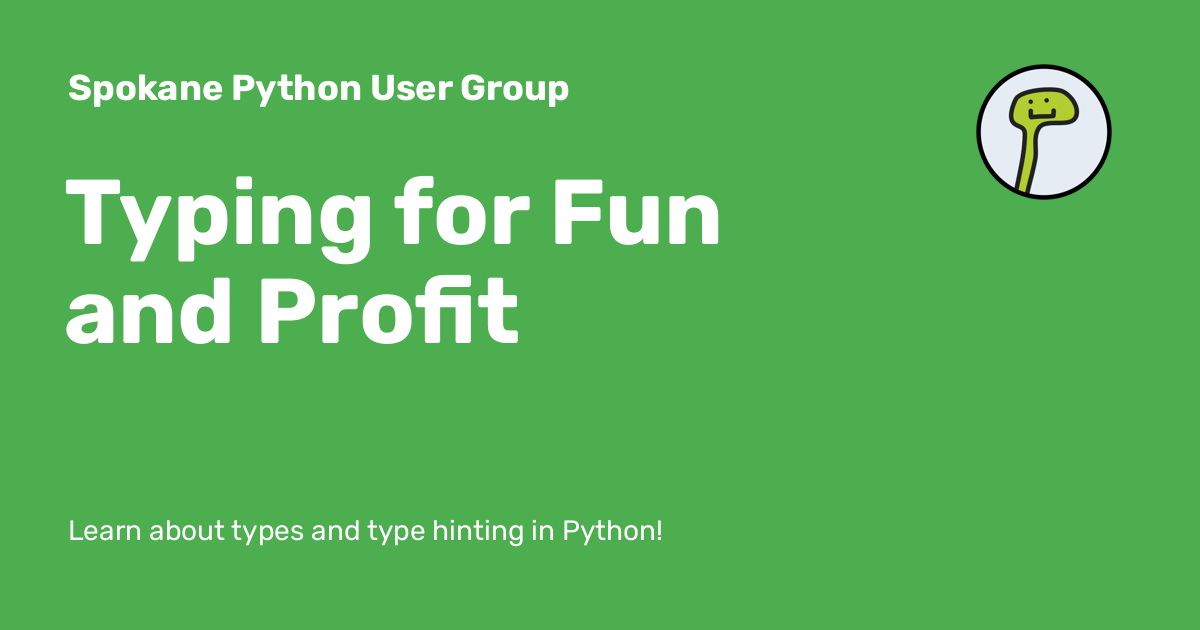 Spokane Python User Group
Typing for Fun
and Profit
Learn about types and type hinting in Python!